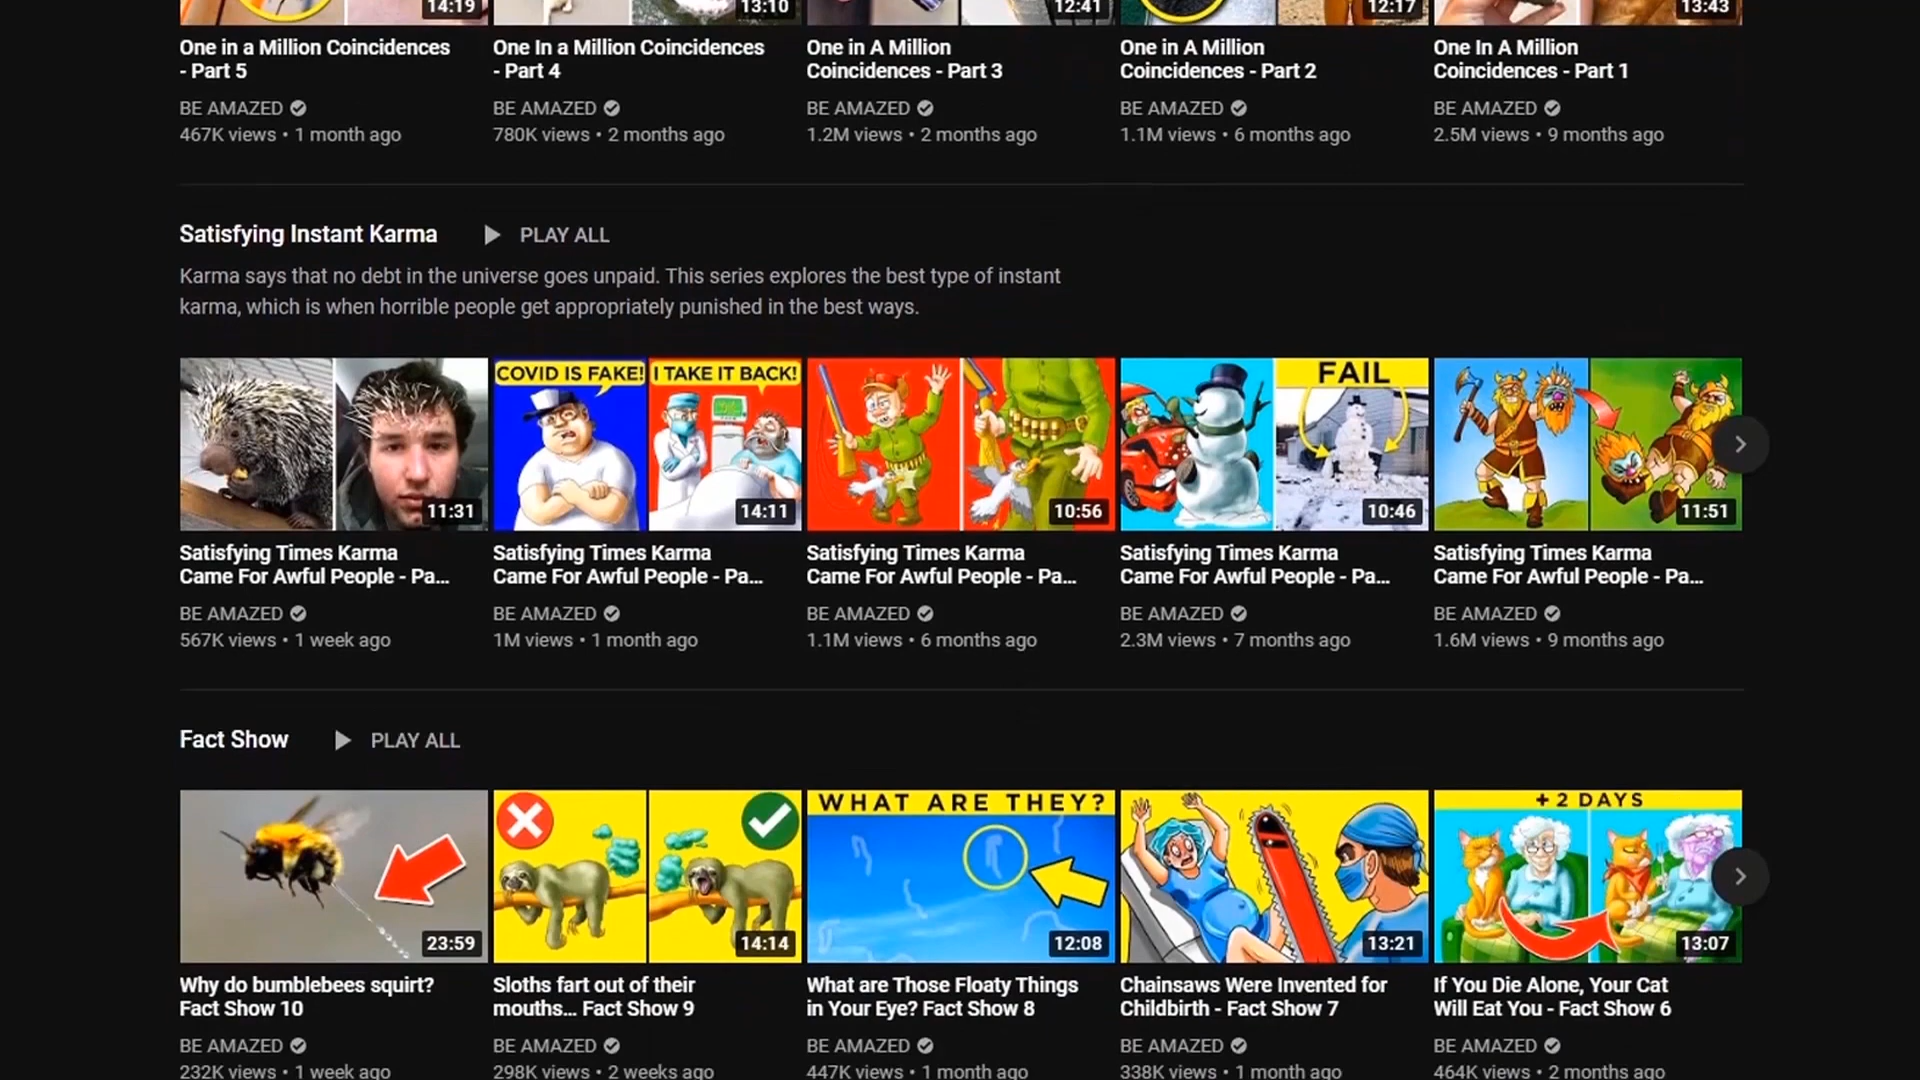 14:19
13:10
12:41
12:17
13:43
One in a Million Coincidences
- Part 5
BE AMAZED
467K views • 1 month ago
One In a Million Coincidences
- Part 4
BE AMAZED
780K views • 2 months ago
One in A Million
Coincidences - Part 3
BE AMAZED
1.2M views • 2 months ago
One in A Million
Coincidences - Part 2
BE AMAZED
1.1M views • 6 months ago
One In A Million
Coincidences - Part 1
BE AMAZED
2.5M views • 9 months ago
Satisfying Instant Karma
PLAY ALL
Karma says that no debt in the universe goes unpaid. This series explores the best type of instant
karma, which is when horrible people get appropriately punished in the best ways.
11:31
Satisfying Times Karma
Came For Awful People - Pa...
BE AMAZED
567K views • 1 week ago
COVID IS FAKE!
I TAKE IT BACK!
14:11
Satisfying Times Karma
Came For Awful People - Pa...
BE AMAZED
1M views • 1 month ago
10:56
Satisfying Times Karma
Came For Awful People - Pa...
BE AMAZED
1.1M views • 6 months ago
FAIL
10:46
Satisfying Times Karma
Came For Awful People - Pa...
BE AMAZED
2.3M views • 7 months ago
11:51
Satisfying Times Karma
Came For Awful People - Pa...
BE AMAZED
1.6M views • 9 months ago
Fact Show
PLAY ALL
23:59
Why do bumblebees squirt?
Fact Show 10
BE AMAZED
232K views • 1 week ago
14:14
Sloths fart out of their
mouths... Fact Show 9
BE AMAZED
298K views • 2 weeks ago
WHAT ARE THEY?
12:08
What are Those Floaty Things
in Your Eye? Fact Show 8
BE AMAZED
447K views • 1 month ago
13:21
Chainsaws Were Invented for
Childbirth - Fact Show 7
BE AMAZED
338K views • 1 month ago
+ 2 DAYS
13:07
If You Die Alone, Your Cat
Will Eat You - Fact Show 6
BE AMAZED
464K views • 2 months ago